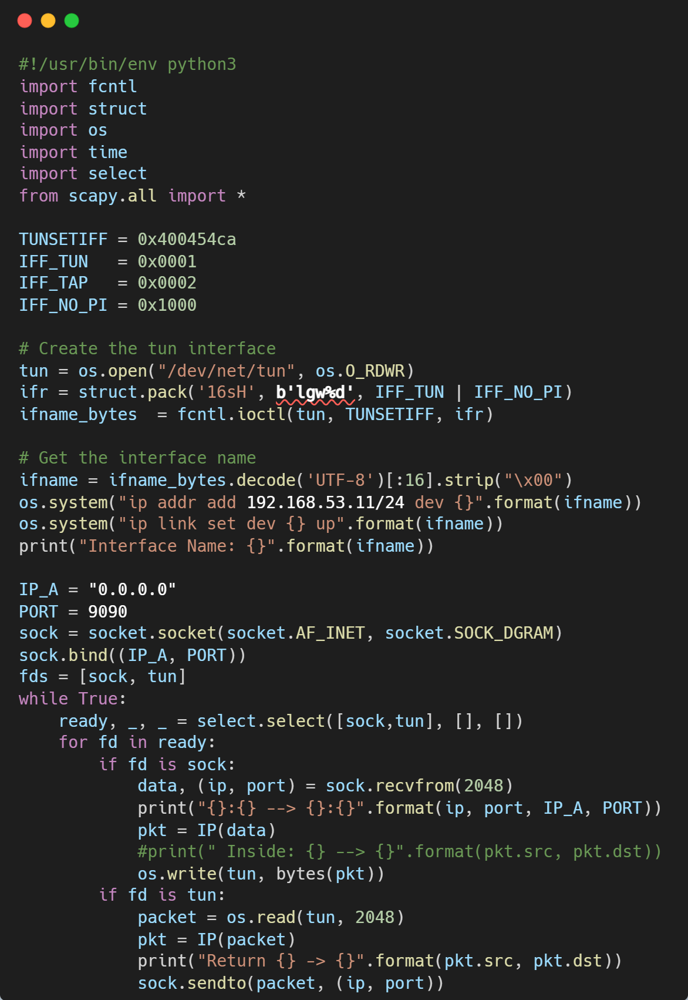 #!/usr/bin/env python3
import fcntl
import struct
import os
import time
import select
from scapy.all import *

TUNSETIFF = 0x400454ca
IFF_TUN   = 0x0001
IFF_TAP   = 0x0002
IFF_NO_PI = 0x1000

# Create the tun interface
tun = os.open("/dev/net/tun", os.O_RDWR)
ifr = struct.pack('16sH', b'lgw%d', IFF_TUN | IFF_NO_PI)
ifname_bytes  = fcntl.ioctl(tun, TUNSETIFF, ifr)

# Get the interface name
ifname = ifname_bytes.decode('UTF-8')[:16].strip("\x00")
os.system("ip addr add 192.168.53.11/24 dev {}".format(ifname))
os.system("ip link set dev {} up".format(ifname))
print("Interface Name: {}".format(ifname))

IP_A = "0.0.0.0"
PORT = 9090
sock = socket.socket(socket.AF_INET, socket.SOCK_DGRAM)
sock.bind((IP_A, PORT))
fds = [sock, tun]
while True:
    ready, _, _ = select.select([sock,tun], [], [])
    for fd in ready:
        if fd is sock:
            data, (ip, port) = sock.recvfrom(2048)
            print("{}:{} --> {}:{}".format(ip, port, IP_A, PORT))
            pkt = IP(data)
            #print(" Inside: {} --> {}".format(pkt.src, pkt.dst))
            os.write(tun, bytes(pkt))
        if fd is tun:
            packet = os.read(tun, 2048)
            pkt = IP(packet)
            print("Return {} -> {}".format(pkt.src, pkt.dst))
            sock.sendto(packet, (ip, port))